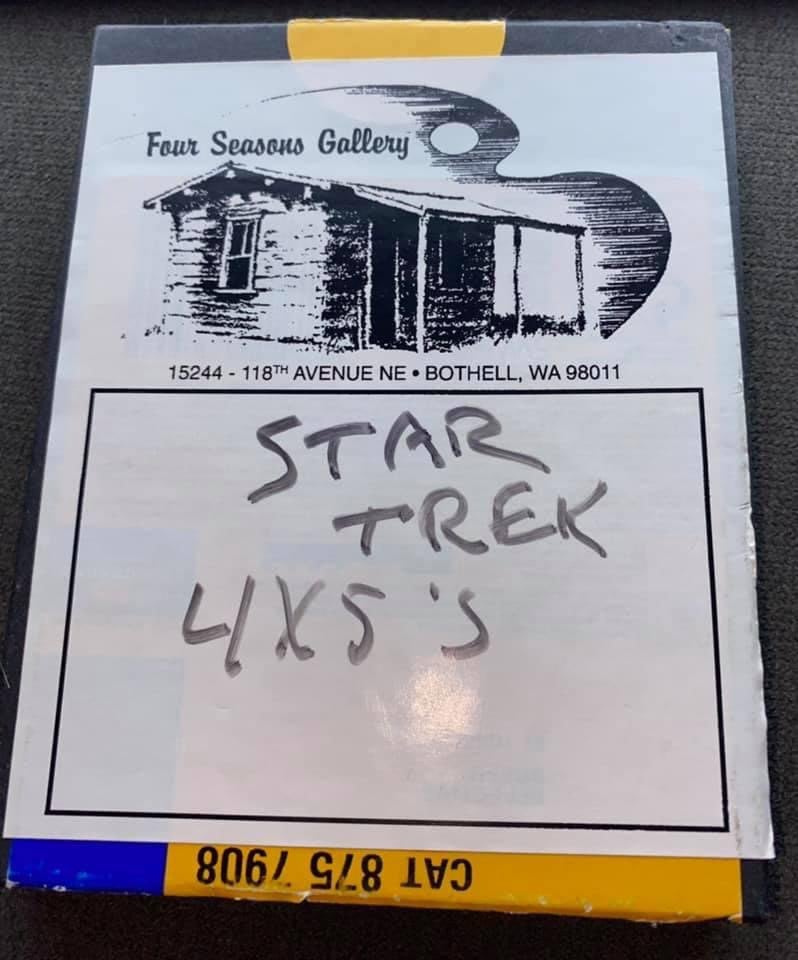 Four Seasons Gallery
15244 - 118TH AVENUE NE • BOTHELL, WA 98011
STAR
TREK
4X5'S
CAT 875 7908